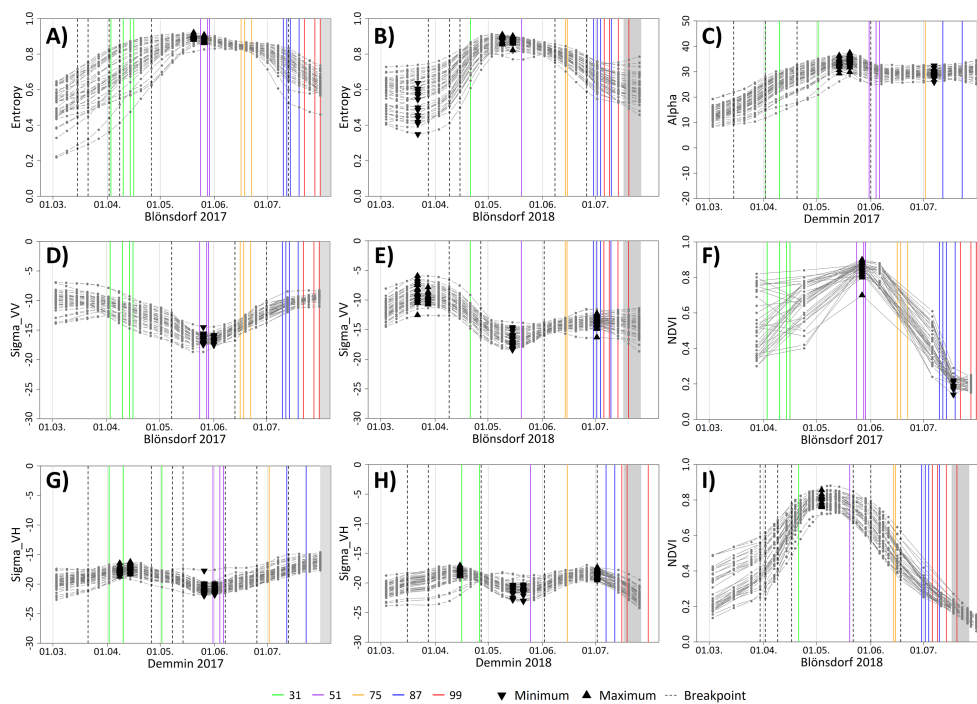 A)
Entropy
0.0 0.2 0.4 0.6 0.8 1.0
01.03. 01.04. 01.05. 01.06. 01.07.
Blönsdorf 2017
B)
Entropy
0.0 0.2 0.4 0.6 0.8 1.0
01.03. 01.04. 01.05. 01.06. 01.07.
Blönsdorf 2018
C)
Alpha
-20 -10 0 10 20 30 40 50
01.03. 01.04. 01.05. 01.06. 01.07.
Demmin 2017
D)
Sigma_VV
-30 -25 -20 -15 -10 -5 0
01.03. 01.04. 01.05. 01.06. 01.07.
Blönsdorf 2017
E)
Sigma_VV
-30 -25 -20 -15 -10 -5 0
01.03. 01.04. 01.05. 01.06. 01.07.
Blönsdorf 2018
F)
NDVI
0.0 0.2 0.4 0.6 0.8 1.0
01.03. 01.04. 01.05. 01.06. 01.07.
Blönsdorf 2017
G)
Sigma_VH
-30 -25 -20 -15 -10 -5 0
01.03. 01.04. 01.05. 01.06. 01.07.
Demmin 2017
H)
Sigma_VH
-30 -25 -20 -15 -10 -5 0
01.03. 01.04. 01.05. 01.06. 01.07.
Demmin 2018
I)
NDVI
0.0 0.2 0.4 0.6 0.8 1.0
01.03. 01.04. 01.05. 01.06. 01.07.
Blönsdorf 2018
31 51 75 87 99 Minimum Maximum Breakpoint